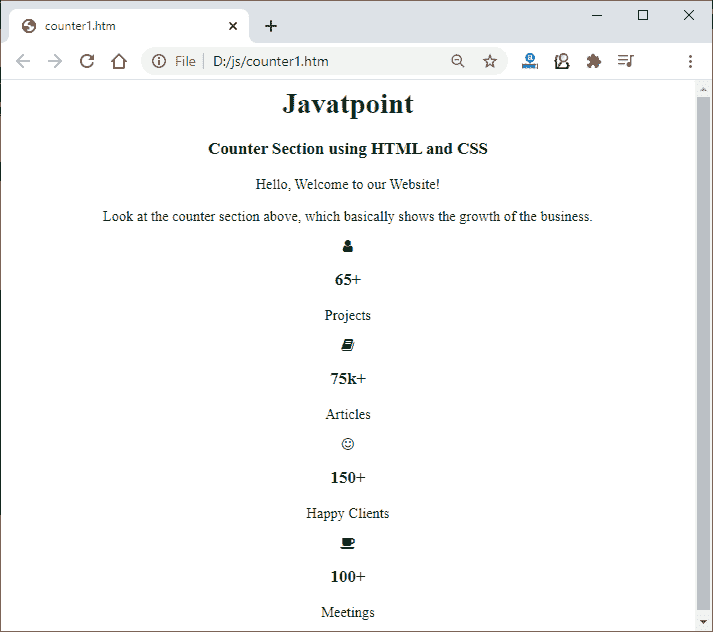 counter1.htm
File D:/js/counter1.htm
Javatpoint
Counter Section using HTML and CSS
Hello, Welcome to our Website!
Look at the counter section above, which basically shows the growth of the business.
65+
Projects
75k+
Articles
150+
Happy Clients
100+
Meetings